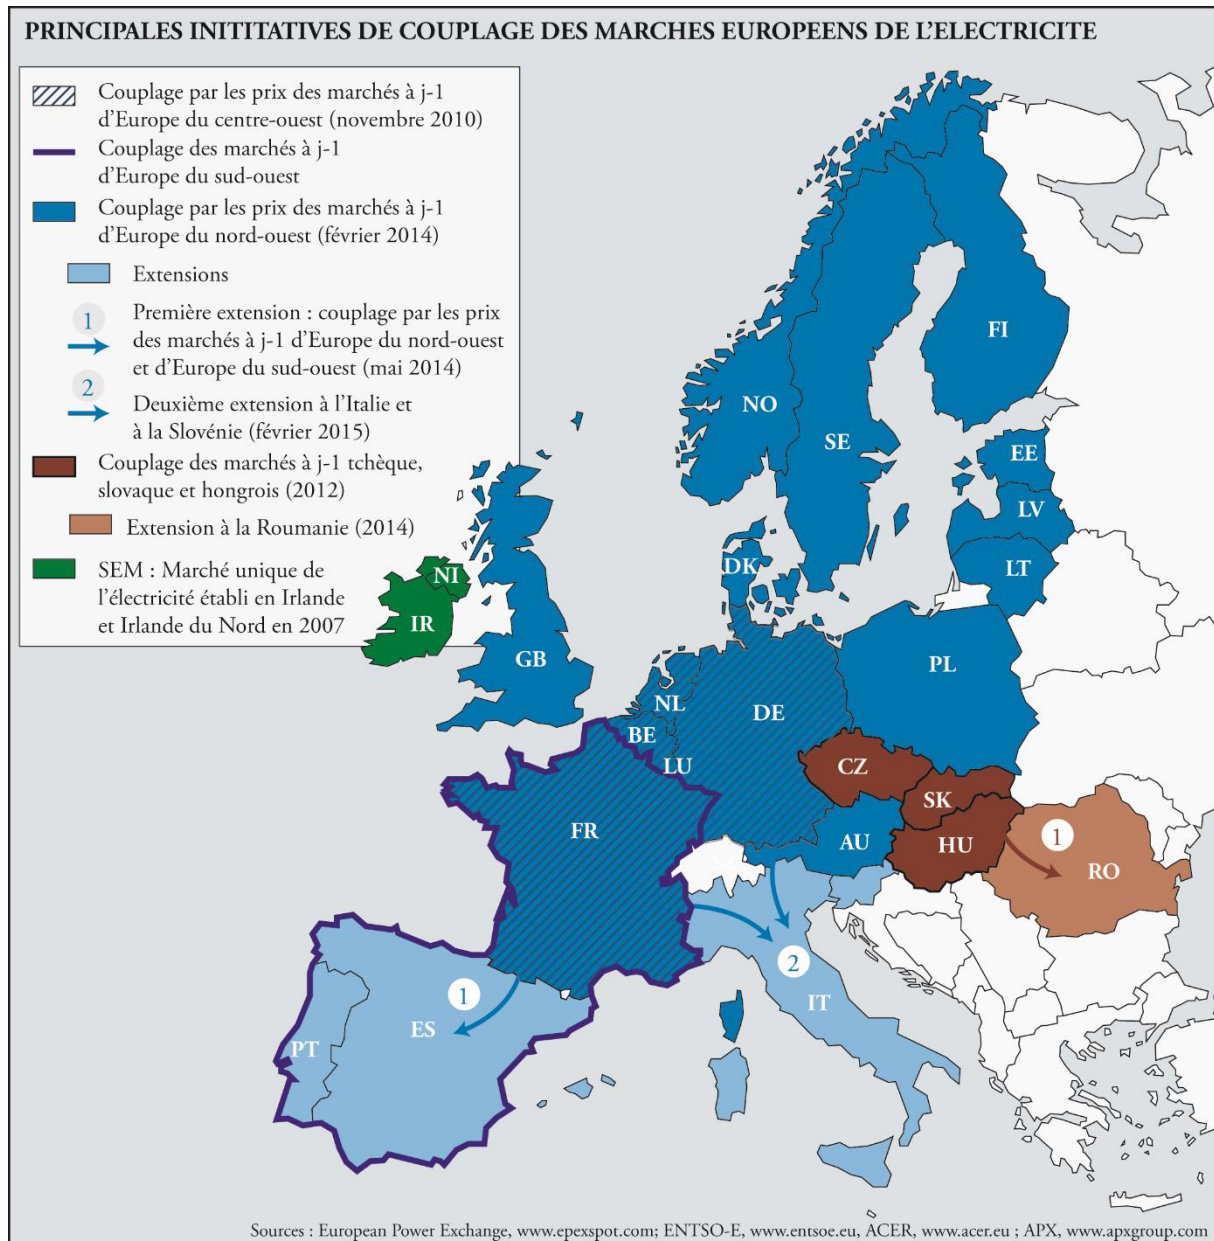 PRINCIPALES INITITATIVES DE COUPLAGE DES MARCHES EUROPEENS DE L'ELECTRICITE
Couplage par les prix des marchés à j-1
d'Europe du centre-ouest (novembre 2010)
Couplage des marchés à j-1
d'Europe du sud-ouest
Couplage par les prix des marchés à j-1
d'Europe du nord-ouest (février 2014)
Extensions
1
Première extension : couplage par les prix
des marchés à j-1 d'Europe du nord-ouest
et d'Europe du sud-ouest (mai 2014)
2
Deuxième extension à l'Italie et
à la Slovénie (février 2015)
Couplage des marchés à j-1 tchèque,
slovaque et hongrois (2012)
Extension à la Roumanie (2014)
SEM : Marché unique de
l'électricité établi en Irlande
et Irlande du Nord en 2007
FI
NO
SE
EE
LV
LT
DK
NI
IR
GB
PL
NL
DE
BE
LU
CZ
SK
FR
AU
HU
1
RO
2
1
IT
ES
PT
Sources : European Power Exchange, www.epexspot.com; ENTSO-E, www.entsoe.eu, ACER, www.acer.eu ; APX, www.apxgroup.com